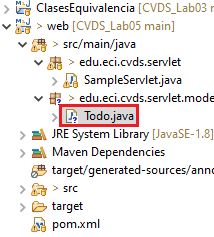 ClasesEquivalencia [CVDS_Lab03 r
web [CVDS_Lab05 main]
src/main/java
edu.eci.cvds.servlet
SampleServlet.java
edu.eci.cvds.servlet.mode
Todo.java
JRE System Library [JavaSE-1.8]
Maven Dependencies
target/generated-sources/anno
src
target
pom.xml